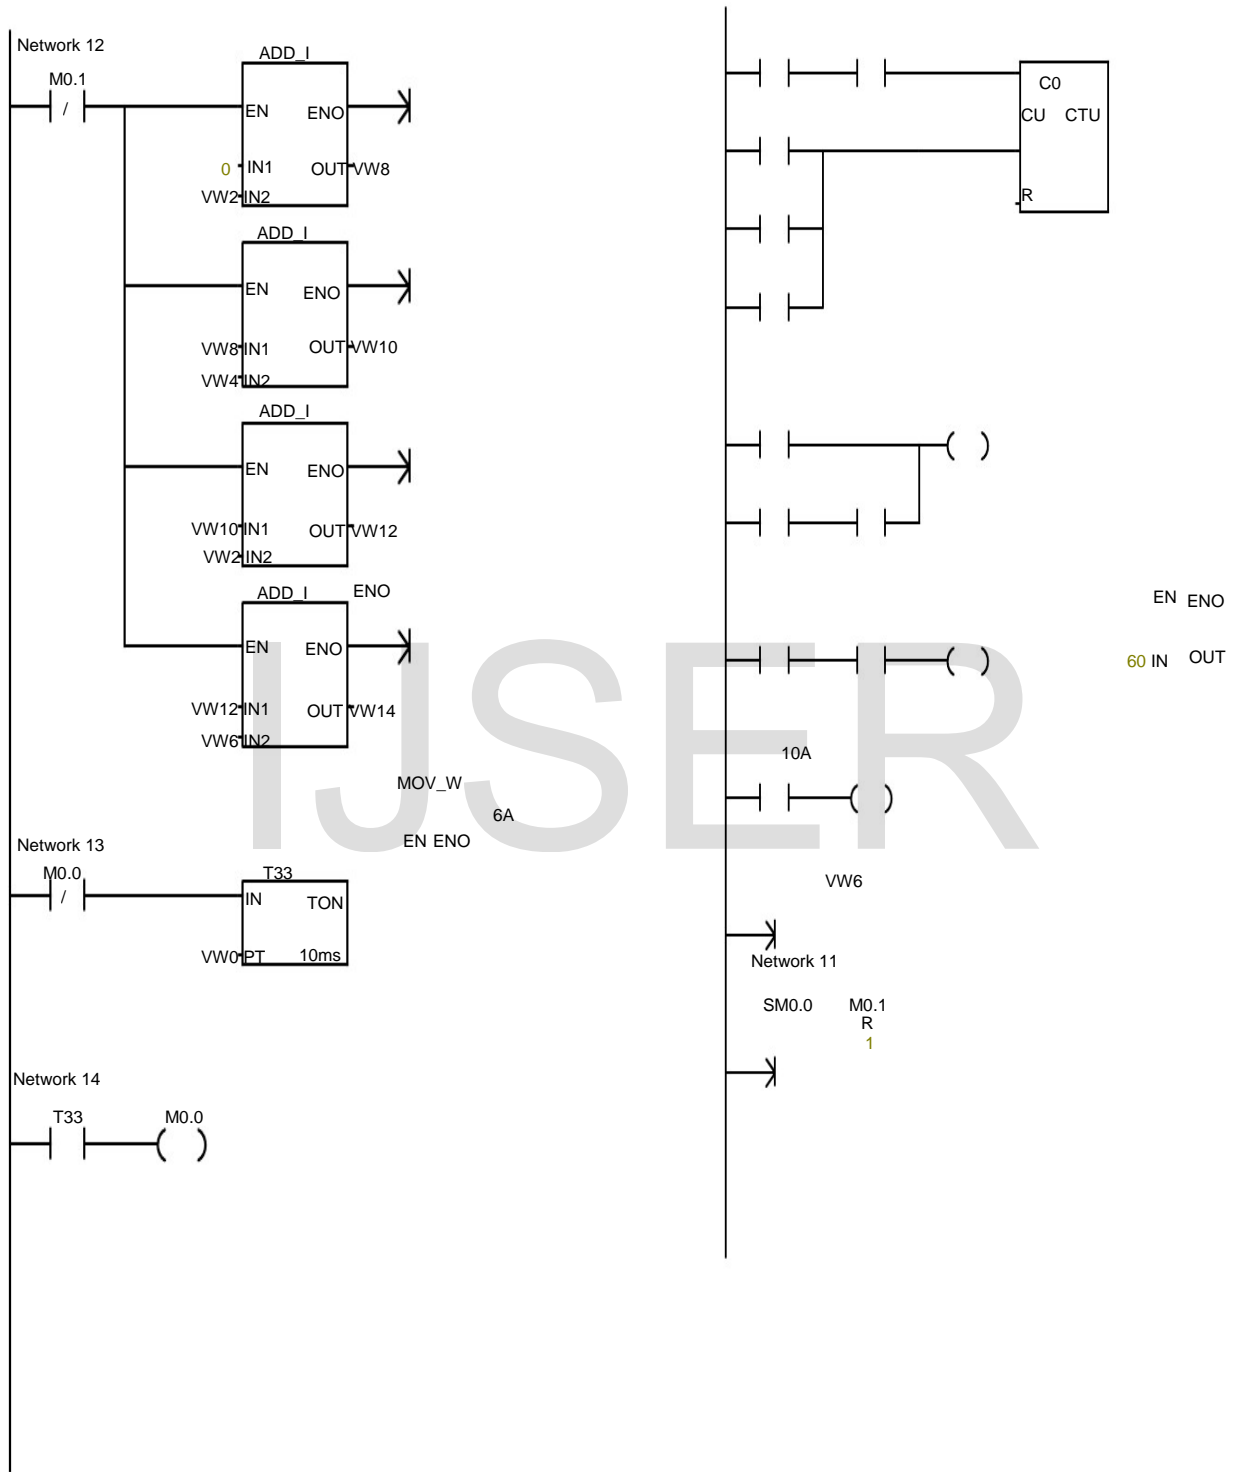 Network 12
M0.1
/
ADD_I
EN ENO
0 IN1 OUT VW8
VW2 IN2
ADD_I
EN ENO
VW8 IN1 OUT VW10
VW4 IN2
ADD_I
EN ENO
VW10 IN1 OUT VW12
VW2 IN2
ADD_I ENO
EN ENO
VW12 IN1 OUT VW14
VW6 IN2
MOV_W
6A
EN ENO
Network 13
M0.0
/
T33
IN TON
VW0 PT 10ms
Network 14
T33 M0.0
C0
CU CTU
R
EN ENO
60 IN OUT
10A
VW6
Network 11
SM0.0 M0.1
R
1
IJSER